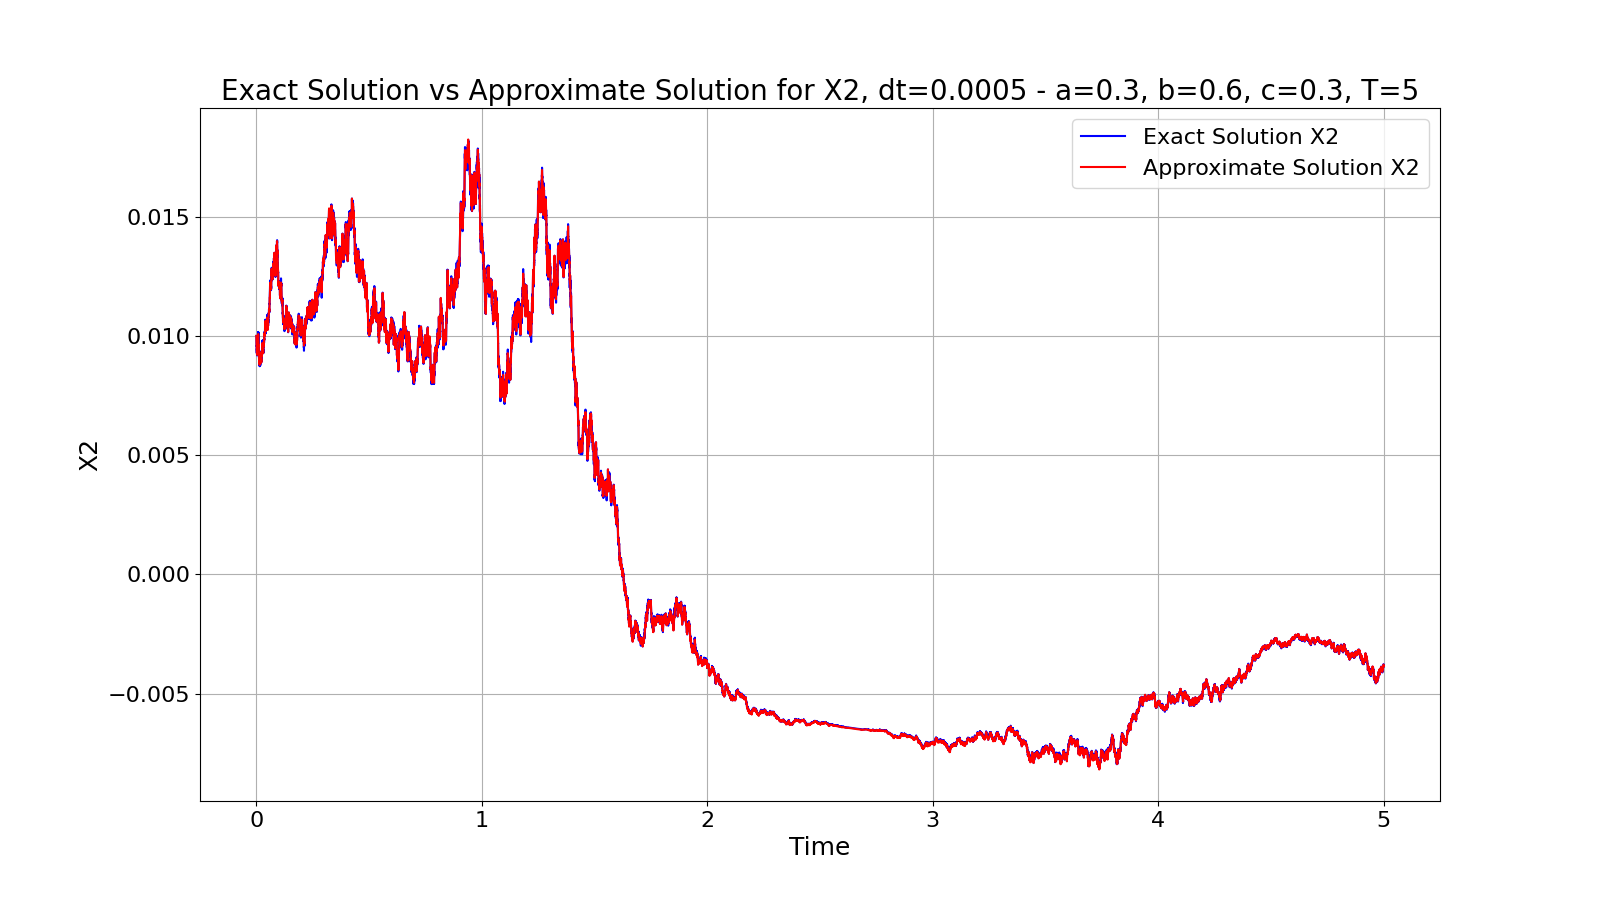 Exact Solution vs Approximate Solution for X2, dt=0.0005 - a=0.3, b=0.6, c=0.3, T=5
Exact Solution X2
Approximate Solution X2
0.015
0.010
0.005
0.000
−0.005
X2
0 1 2 3 4 5
Time